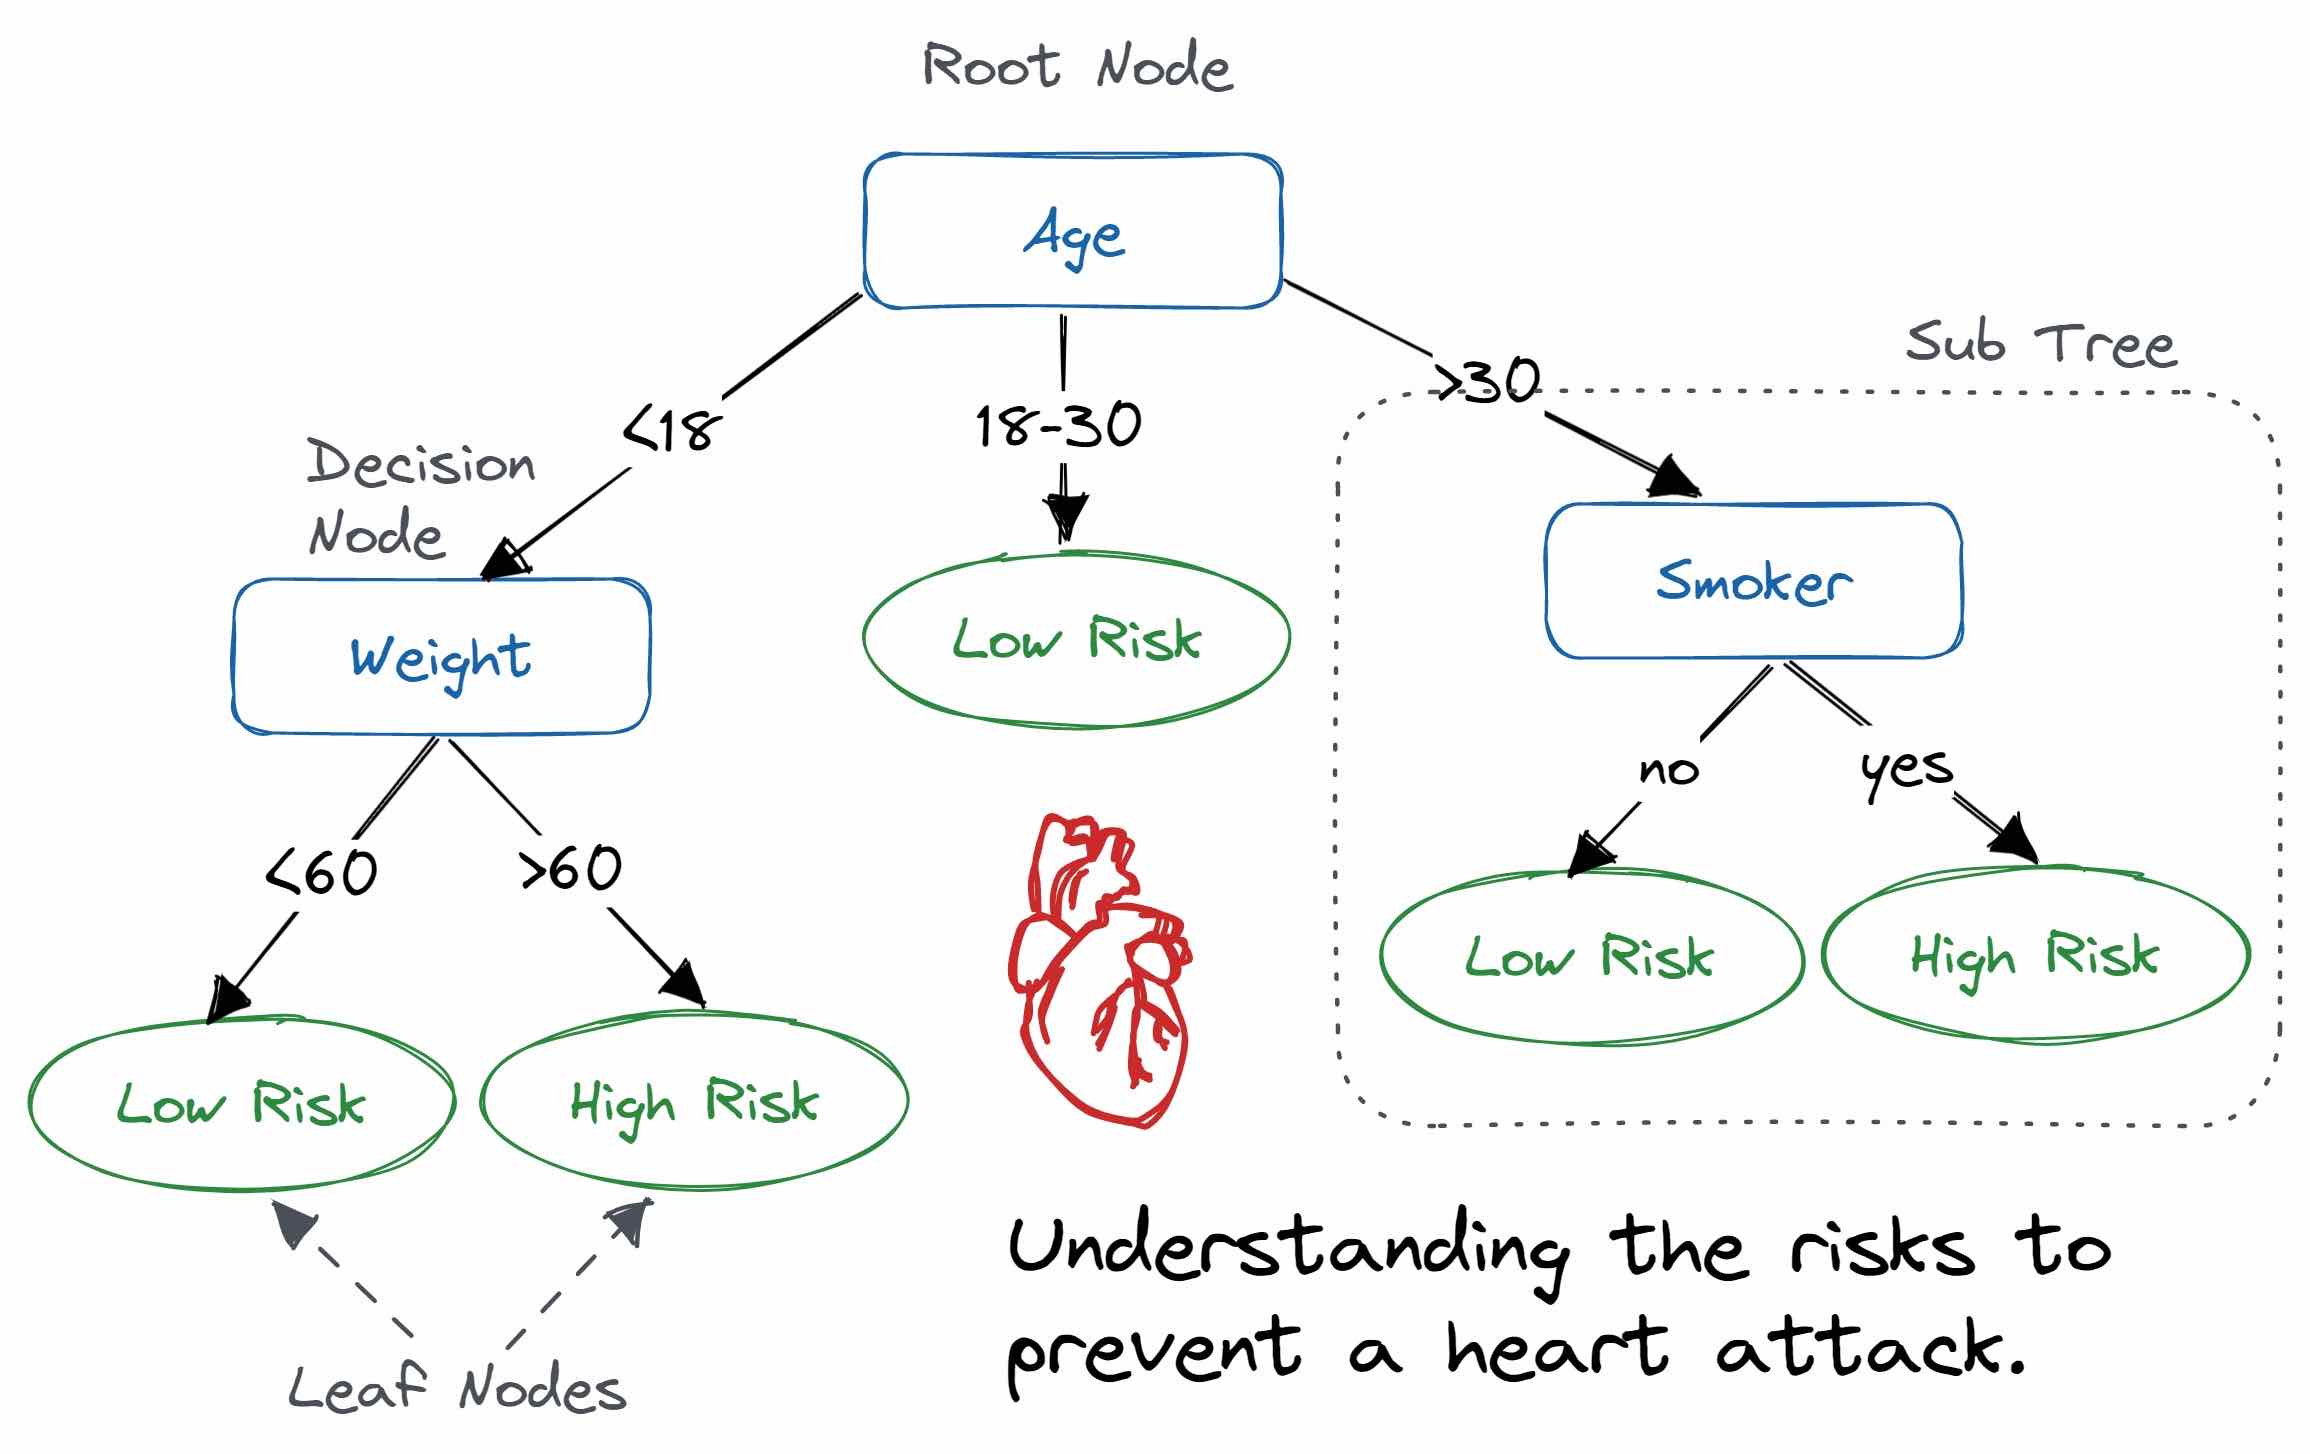 Root Node
Age
<18
18-30
>30
Sub Tree
Decision
Node
Weight
Low Risk
Smoker
<60
>60
no
yes
Low Risk
High Risk
Low Risk
High Risk
Leaf Nodes
Understanding the risks to
prevent a heart attack.